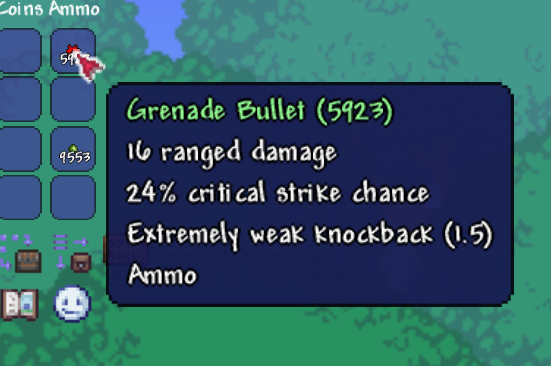 Coins Ammo
Grenade Bullet (5923)
16 ranged damage
24% critical strike chance
Extremely weak knockback (1.5)
Ammo
9553